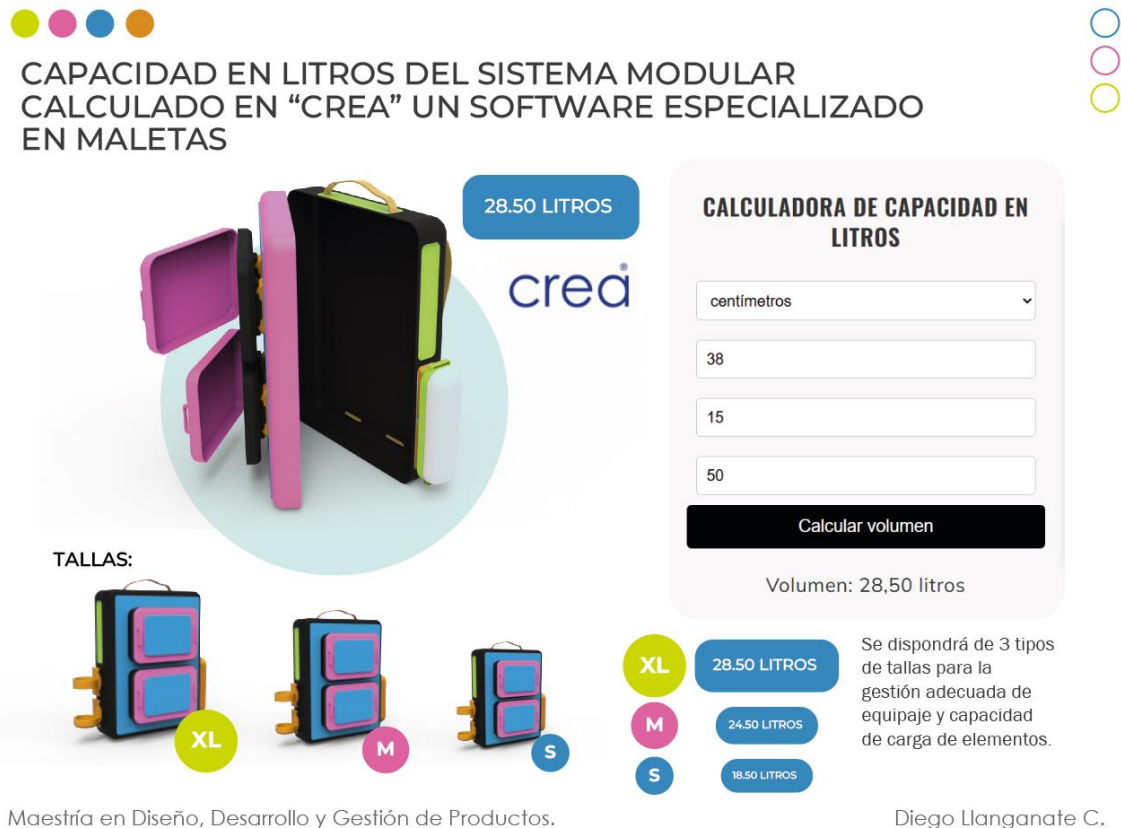 CAPACIDAD EN LITROS DEL SISTEMA MODULAR
CALCULADO EN “CREA” UN SOFTWARE ESPECIALIZADO
EN MALETAS
28.50 LITROS
crea®
CALCULADORA DE CAPACIDAD EN
LITROS
centímetros
38
15
50
Calcular volumen
Volumen: 28,50 litros
TALLAS:
XL
M
S
XL
28.50 LITROS
M
24.50 LITROS
S
18.50 LITROS
Se dispondrá de 3 tipos
de tallas para la
gestión adecuada de
equipaje y capacidad
de carga de elementos.
Maestría en Diseño, Desarrollo y Gestión de Productos.
Diego Llanganate C.